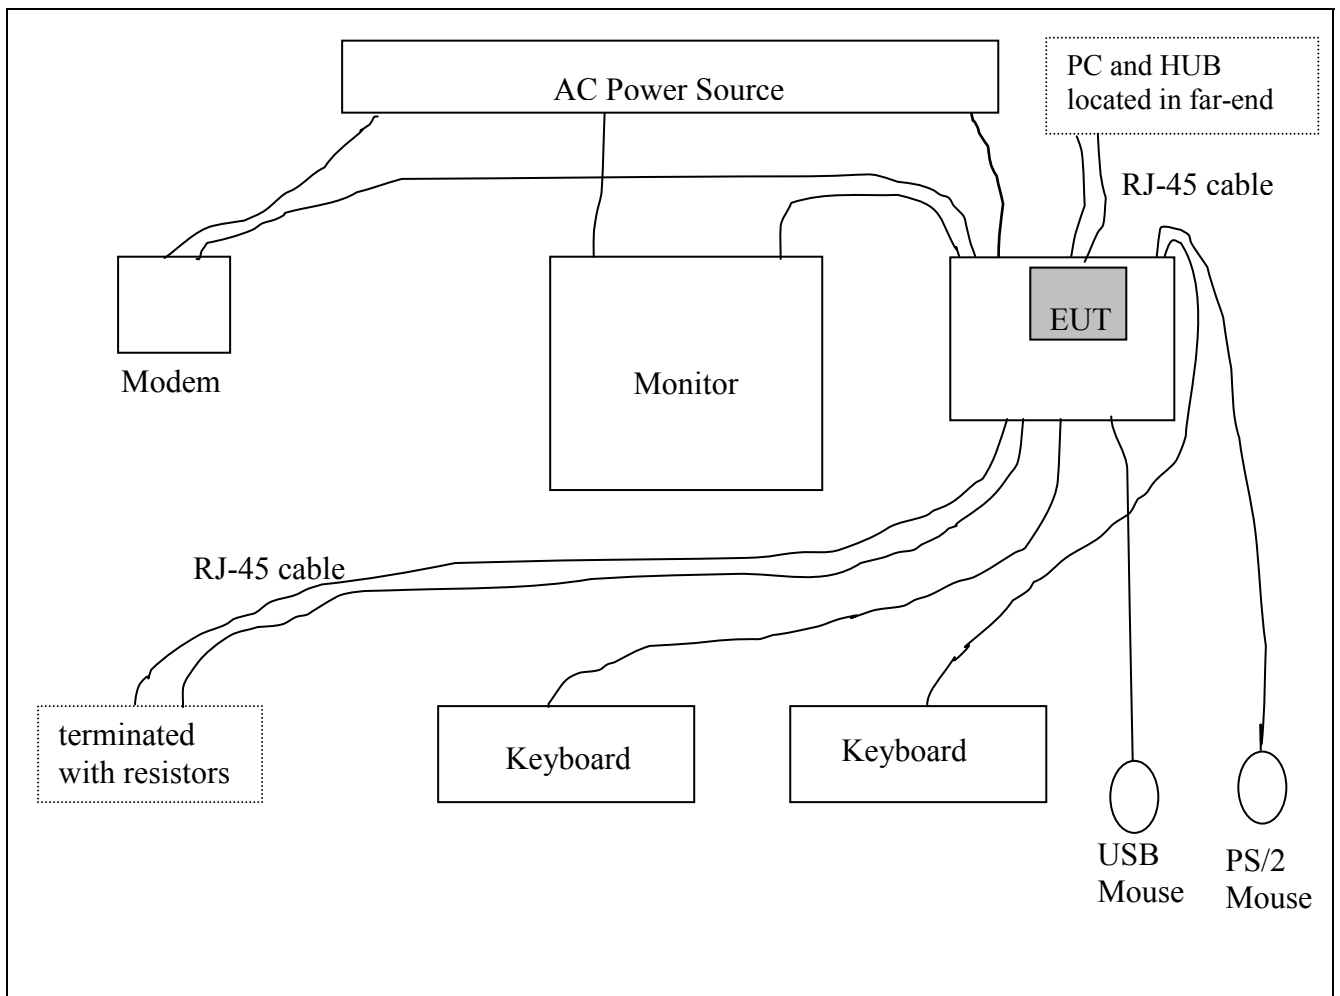 AC Power Source
PC and HUB
located in far-end
RJ-45 cable
EUT
Modem
Monitor
RJ-45 cable
terminated
with resistors
Keyboard
Keyboard
USB
Mouse
PS/2
Mouse